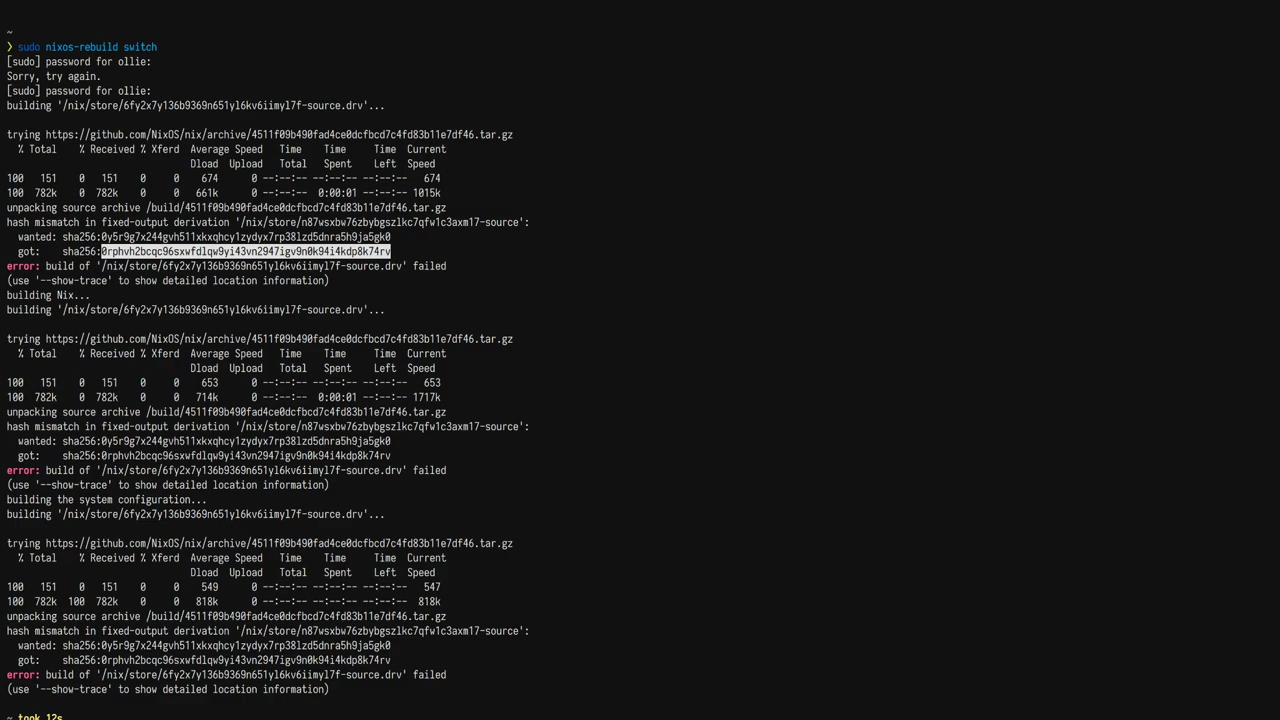 ~
❯ sudo nixos-rebuild switch
[sudo] password for ollie:
Sorry, try again.
[sudo] password for ollie:
building '/nix/store/6fy2x7y136b9369n651yl6kv6iimyl7f-source.drv'...
trying https://github.com/NixOS/nix/archive/4511f09b490fad4ce0dcfbcd7c4fd83b11e7df46.tar.gz
% Total % Received % Xferd Average Speed Time Time Time Current
Dload Upload Total Spent Left Speed
100 151 0 151 0 0 674 0 --:--:-- --:--:-- --:--:-- 674
100 782k 0 782k 0 0 661k 0 --:--:-- 0:00:01 --:--:-- 1015k
unpacking source archive /build/4511f09b490fad4ce0dcfbcd7c4fd83b11e7df46.tar.gz
hash mismatch in fixed-output derivation '/nix/store/n87wsxbw76zbybgszlkc7qfw1c3axm17-source':
wanted: sha256:0y5r9g7x244gvh511xkxqhcy1zydyx7rp38lzd5dnra5h9ja5gk0
got: sha256:0rphvh2bcqc96sxwfdlqw9yi43vn2947igv9n0k94i4kdp8k74rv
error: build of '/nix/store/6fy2x7y136b9369n651yl6kv6iimyl7f-source.drv' failed
(use '--show-trace' to show detailed location information)
building Nix...
building '/nix/store/6fy2x7y136b9369n651yl6kv6iimyl7f-source.drv'...
trying https://github.com/NixOS/nix/archive/4511f09b490fad4ce0dcfbcd7c4fd83b11e7df46.tar.gz
% Total % Received % Xferd Average Speed Time Time Time Current
Dload Upload Total Spent Left Speed
100 151 0 151 0 0 653 0 --:--:-- --:--:-- --:--:-- 653
100 782k 0 782k 0 0 714k 0 --:--:-- 0:00:01 --:--:-- 1717k
unpacking source archive /build/4511f09b490fad4ce0dcfbcd7c4fd83b11e7df46.tar.gz
hash mismatch in fixed-output derivation '/nix/store/n87wsxbw76zbybgszlkc7qfw1c3axm17-source':
wanted: sha256:0y5r9g7x244gvh511xkxqhcy1zydyx7rp38lzd5dnra5h9ja5gk0
got: sha256:0rphvh2bcqc96sxwfdlqw9yi43vn2947igv9n0k94i4kdp8k74rv
error: build of '/nix/store/6fy2x7y136b9369n651yl6kv6iimyl7f-source.drv' failed
(use '--show-trace' to show detailed location information)
building the system configuration...
building '/nix/store/6fy2x7y136b9369n651yl6kv6iimyl7f-source.drv'...
trying https://github.com/NixOS/nix/archive/4511f09b490fad4ce0dcfbcd7c4fd83b11e7df46.tar.gz
% Total % Received % Xferd Average Speed Time Time Time Current
Dload Upload Total Spent Left Speed
100 151 0 151 0 0 549 0 --:--:-- --:--:-- --:--:-- 547
100 782k 100 782k 0 0 818k 0 --:--:-- --:--:-- --:--:-- 818k
unpacking source archive /build/4511f09b490fad4ce0dcfbcd7c4fd83b11e7df46.tar.gz
hash mismatch in fixed-output derivation '/nix/store/n87wsxbw76zbybgszlkc7qfw1c3axm17-source':
wanted: sha256:0y5r9g7x244gvh511xkxqhcy1zydyx7rp38lzd5dnra5h9ja5gk0
got: sha256:0rphvh2bcqc96sxwfdlqw9yi43vn2947igv9n0k94i4kdp8k74rv
error: build of '/nix/store/6fy2x7y136b9369n651yl6kv6iimyl7f-source.drv' failed
(use '--show-trace' to show detailed location information)
~ took 12s